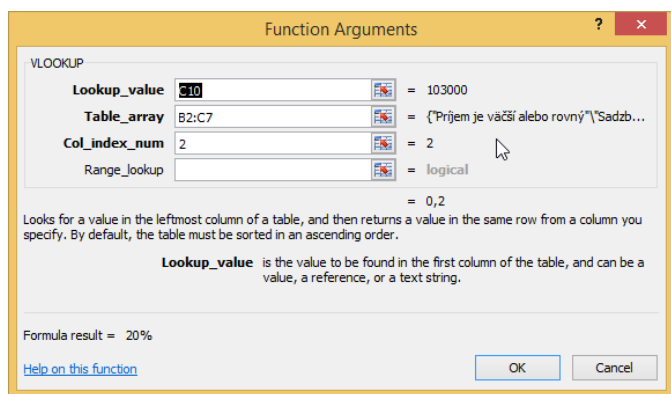 Function Arguments ? ×
VLOOKUP
Lookup_value C10 = 103000
Table_array B2:C7 = {"Príjem je väčší alebo rovný"\"Sadzb...
Col_index_num 2 = 2
Range_lookup = logical
= 0,2
Looks for a value in the leftmost column of a table, and then returns a value in the same row from a column you
specify. By default, the table must be sorted in an ascending order.
Lookup_value is the value to be found in the first column of the table, and can be a
value, a reference, or a text string.
Formula result = 20%
Help on this function OK Cancel